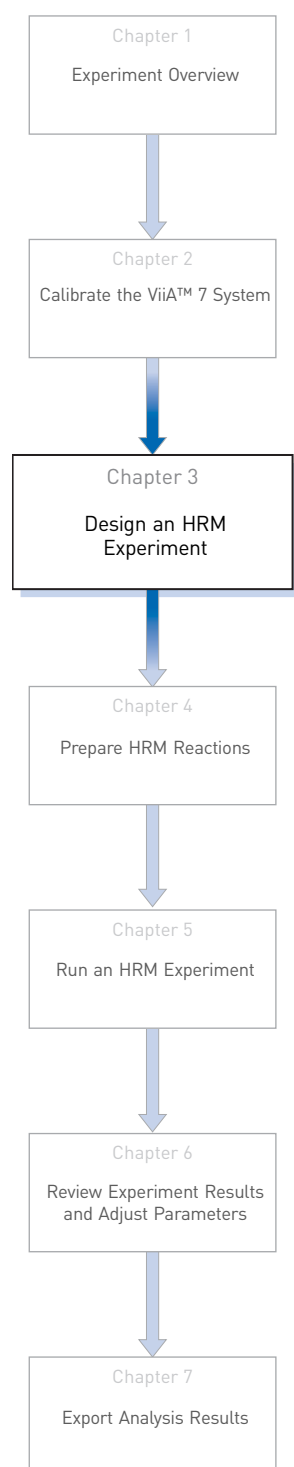 Chapter 1
Experiment Overview
Chapter 2
Calibrate the ViiA™ 7 System
Chapter 3
Design an HRM
Experiment
Chapter 4
Prepare HRM Reactions
Chapter 5
Run an HRM Experiment
Chapter 6
Review Experiment Results
and Adjust Parameters
Chapter 7
Export Analysis Results